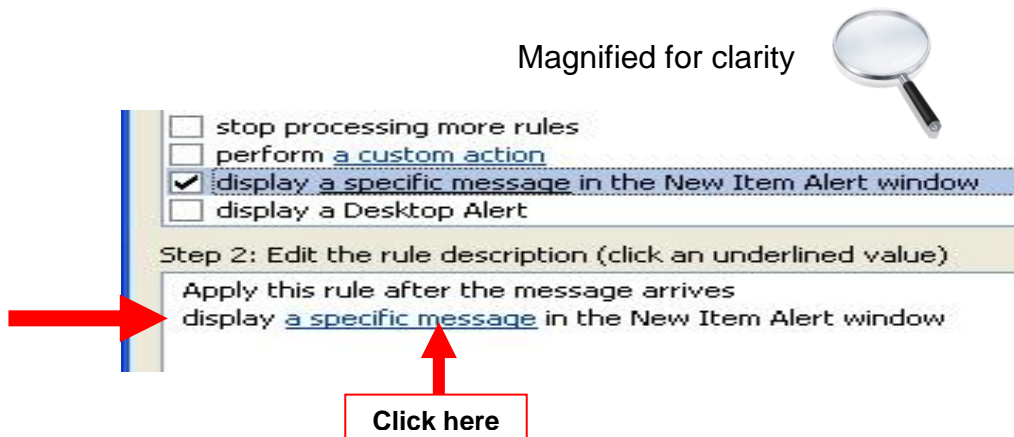 Magnified for clarity
stop processing more rules
perform a custom action
display a specific message in the New Item Alert window
display a Desktop Alert
Step 2: Edit the rule description (click an underlined value)
Apply this rule after the message arrives
display a specific message in the New Item Alert window
Click here